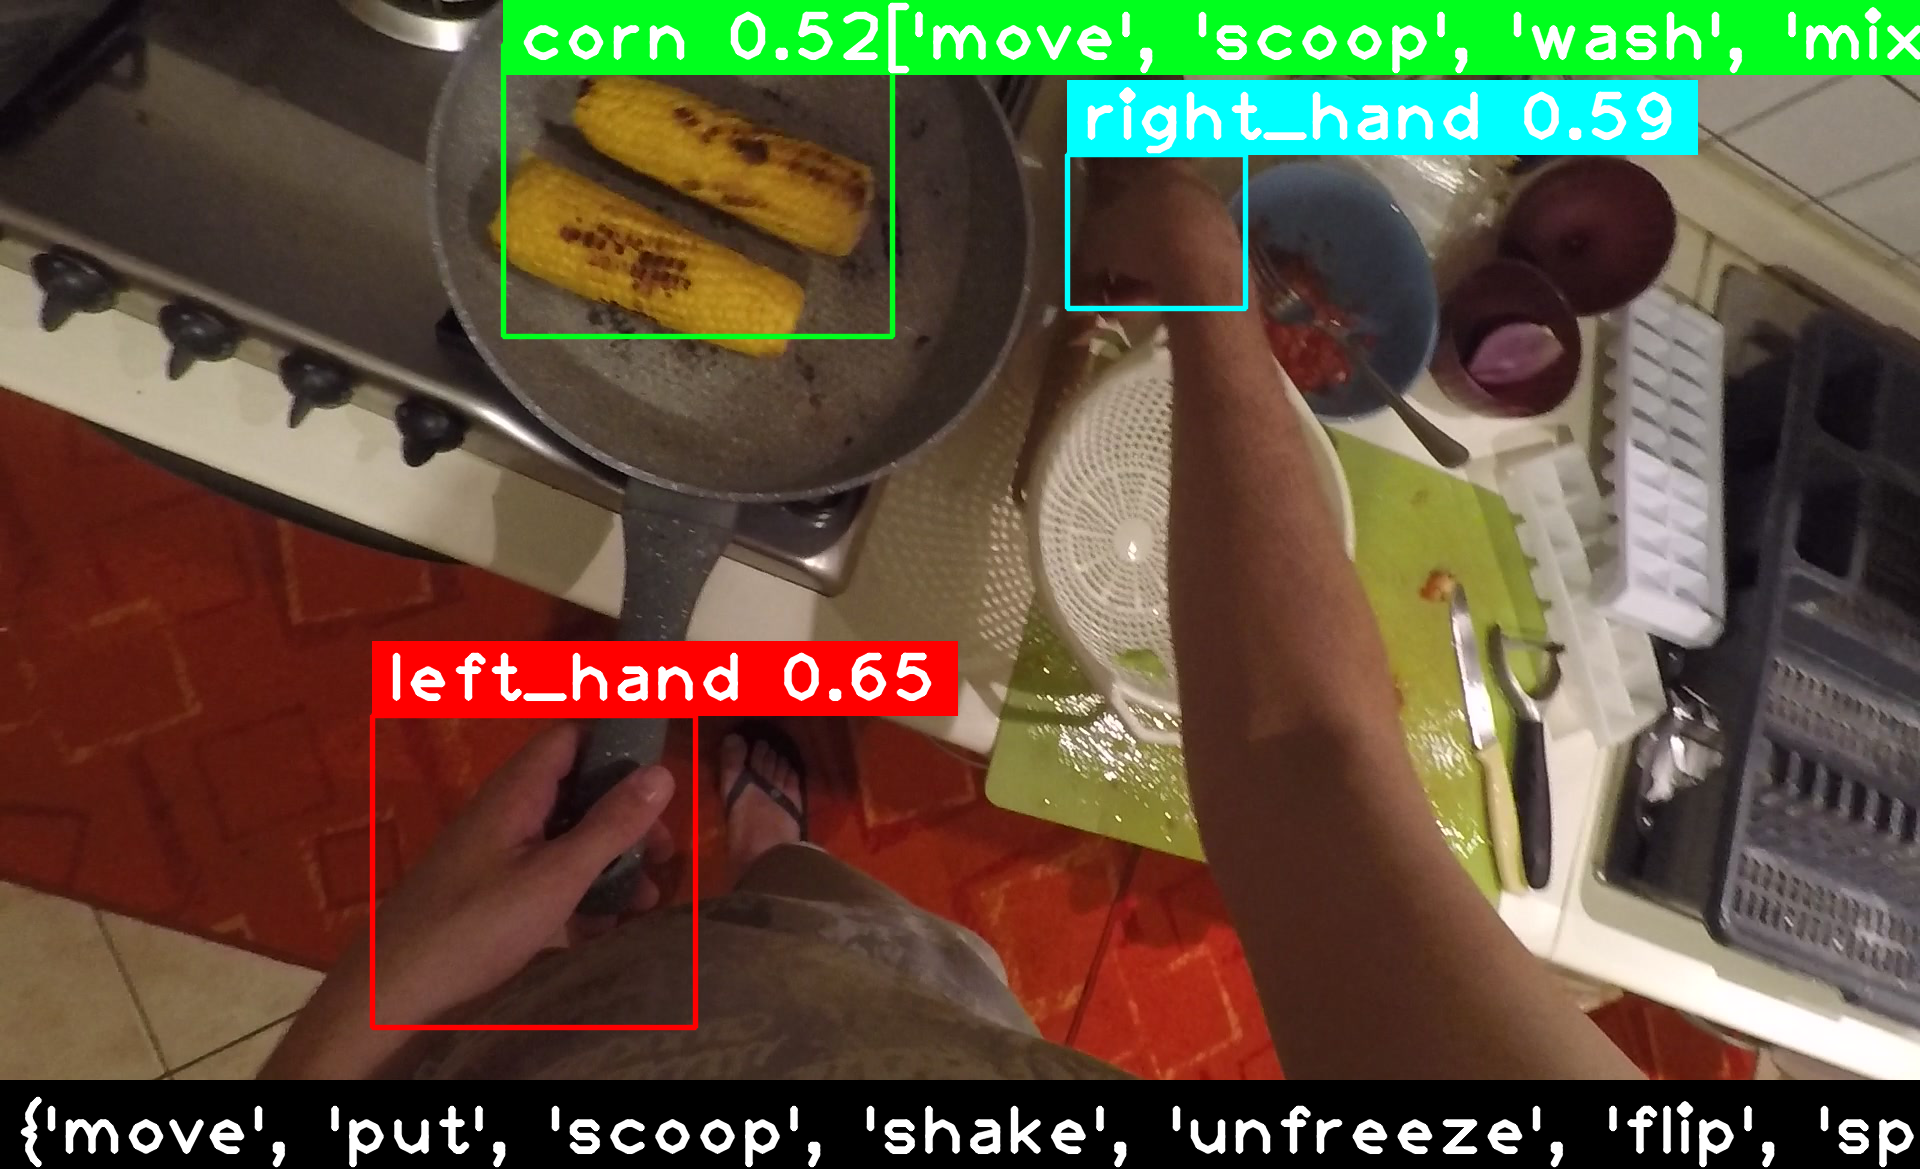 corn 0.52['move', 'scoop', 'wash', 'mix
right_hand 0.59
left_hand 0.65
{'move', 'put', 'scoop', 'shake', 'unfreeze', 'flip', 'sp